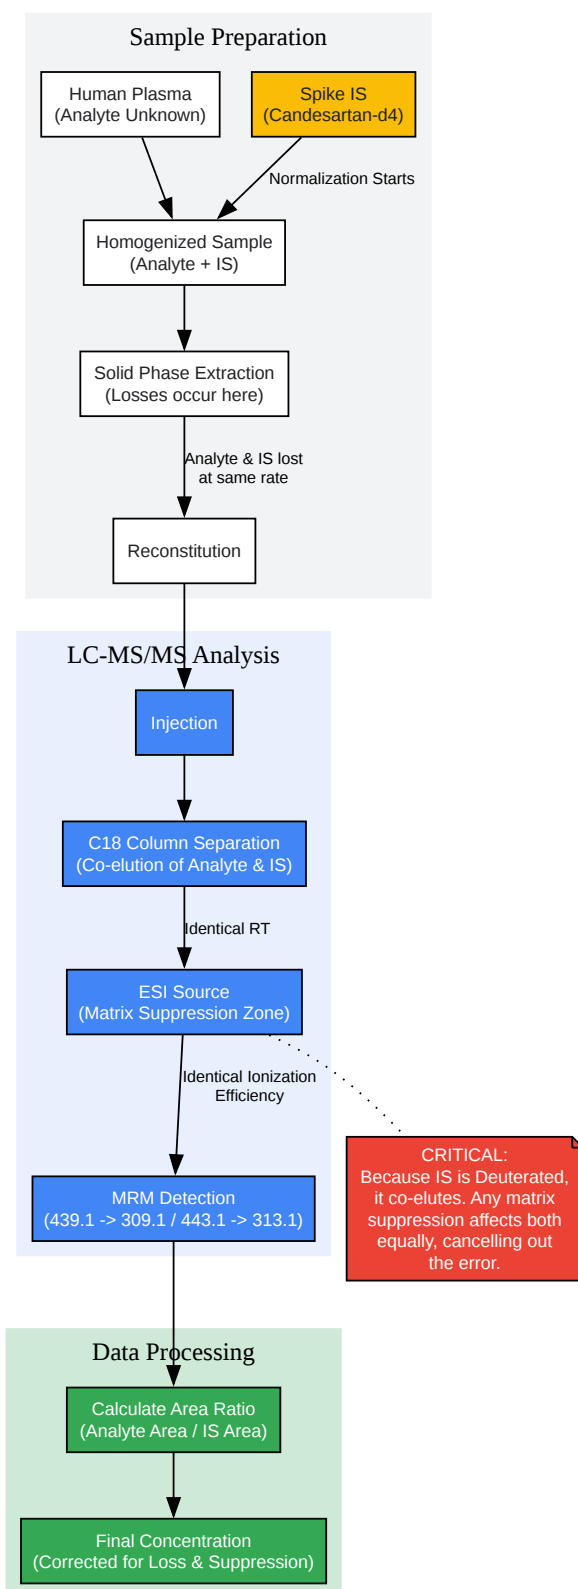 Sample Preparation
Human Plasma
(Analyte Unknown)
Spike IS
(Candesartan-d4)
Normalization Starts
Homogenized Sample
(Analyte + IS)
Solid Phase Extraction
(Losses occur here)
Analyte & IS lost
at same rate
Reconstitution
LC-MS/MS Analysis
Injection
C18 Column Separation
(Co-elution of Analyte & IS)
Identical RT
ESI Source
(Matrix Suppression Zone)
Identical Ionization
Efficiency
CRITICAL:
Because IS is Deuterated,
it co-elutes. Any matrix
suppression affects both
equally, cancelling out
the error.
MRM Detection
(439.1 -> 309.1 / 443.1 -> 313.1)
Data Processing
Calculate Area Ratio
(Analyte Area / IS Area)
Final Concentration
(Corrected for Loss & Suppression)